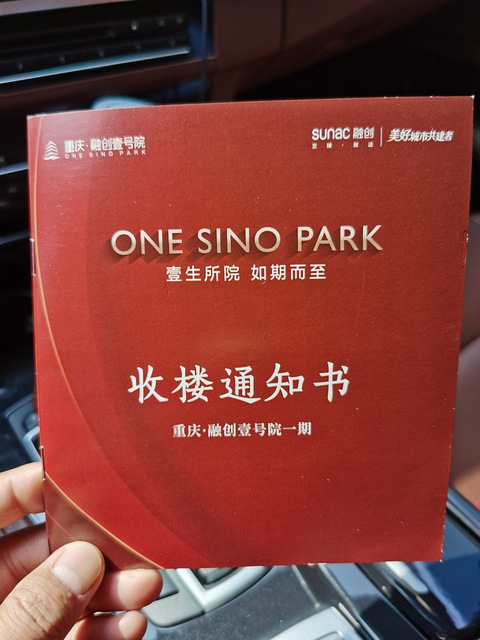 重庆·融创壹号院
ONE SINO PARK
sunac 融创
至臻·致远
美好城市共建者
ONE SINO PARK
壹生所院 如期而至
收楼通知书
重庆·融创壹号院一期